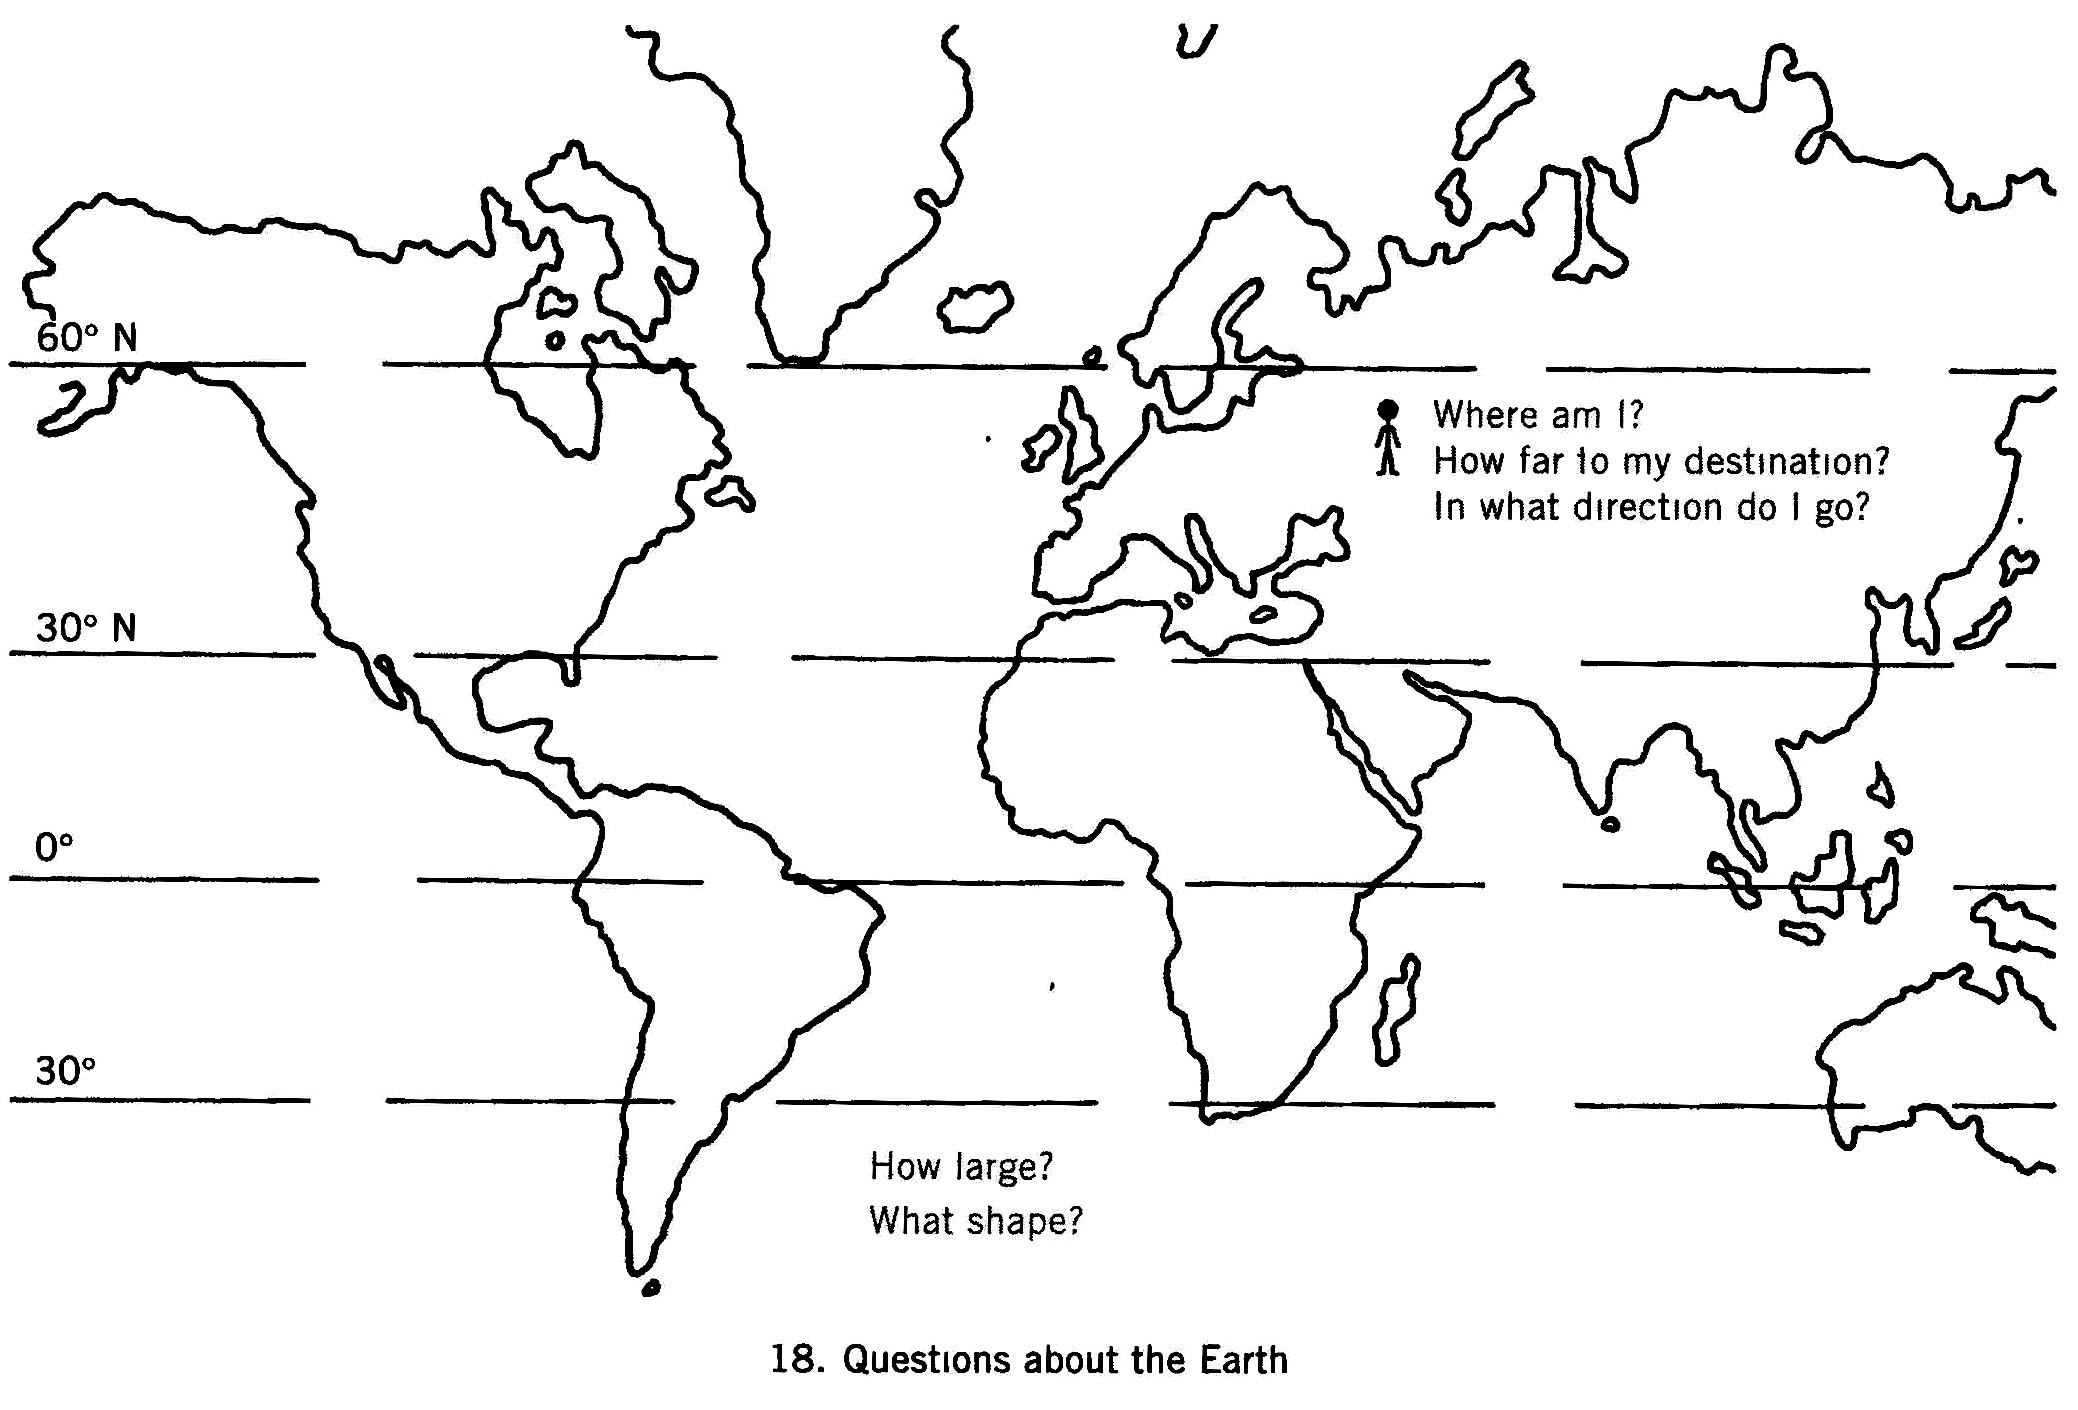 60° N
Where am I?
How far to my destination?
In what direction do I go?
30° N
0°
30°
How large?
What shape?
18. Questions about the Earth